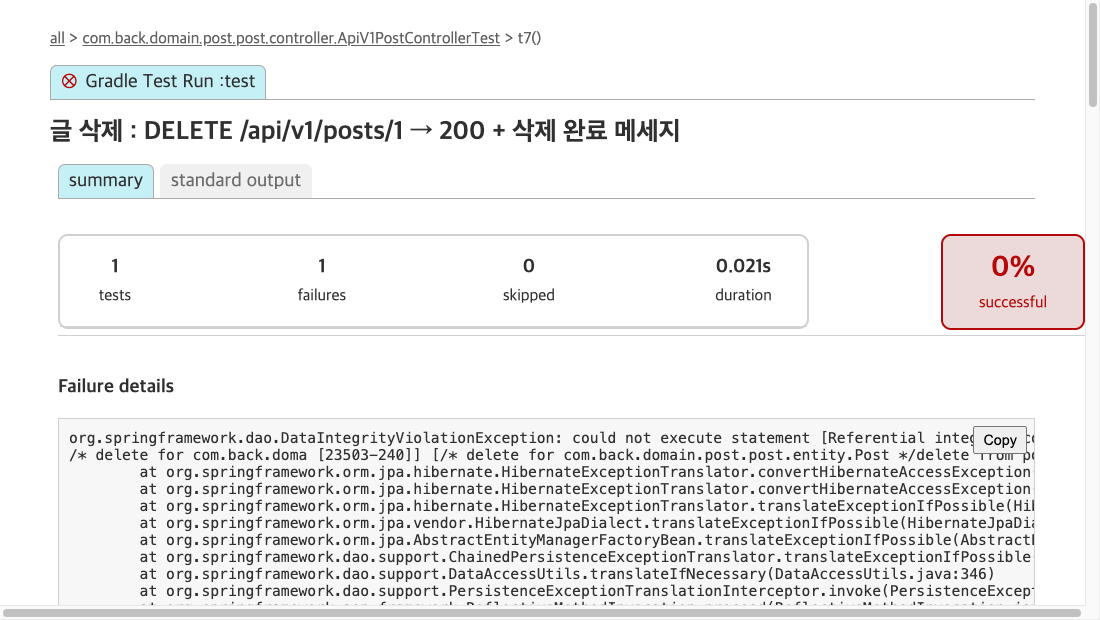 all > com.back.domain.post.post.controller.ApiV1PostControllerTest > t7()
Gradle Test Run :test
글 삭제 : DELETE /api/v1/posts/1 → 200 + 삭제 완료 메세지
summary standard output
1 1 0 0.021s 0%
tests failures skipped duration successful
Failure details
org.springframework.dao.DataIntegrityViolationException: could not execute statement [Referential
Copy
/* delete for com.back.doma [23503-240]] [/* delete for com.back.domain.post.post.entity.Post */delete from
at org.springframework.orm.jpa.hibernate.HibernateExceptionTranslator.convertHibernateAccessException
at org.springframework.orm.jpa.hibernate.HibernateExceptionTranslator.convertHibernateAccessException
at org.springframework.orm.jpa.hibernate.HibernateExceptionTranslator.translateExceptionIfPossible(Hi
at org.springframework.orm.jpa.vendor.HibernateJpaDialect.translateExceptionIfPossible(HibernateJpaDi
at org.springframework.orm.jpa.AbstractEntityManagerFactoryBean.translateExceptionIfPossible(Abstract
at org.springframework.dao.support.ChainedPersistenceExceptionTranslator.translateExceptionIfPossible
at org.springframework.dao.support.DataAccessUtils.translateIfNecessary(DataAccessUtils.java:346)
at org.springframework.dao.support.PersistenceExceptionTranslationInterceptor.invoke(PersistenceExcep